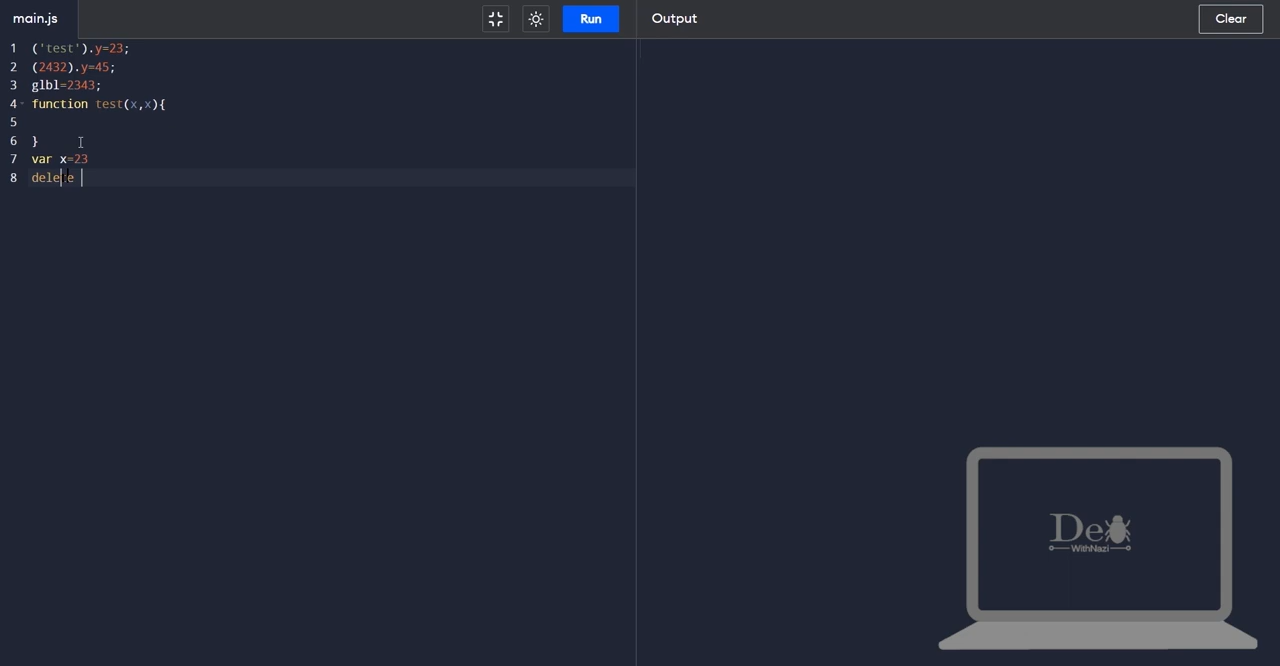 main.js
Run
Output
Clear
1 ('test').y=23;
2 (2432).y=45;
3 glbl=2343;
4 function test(x,x){
5
6 }
7 var x=23
8 delete
De
WithNazi